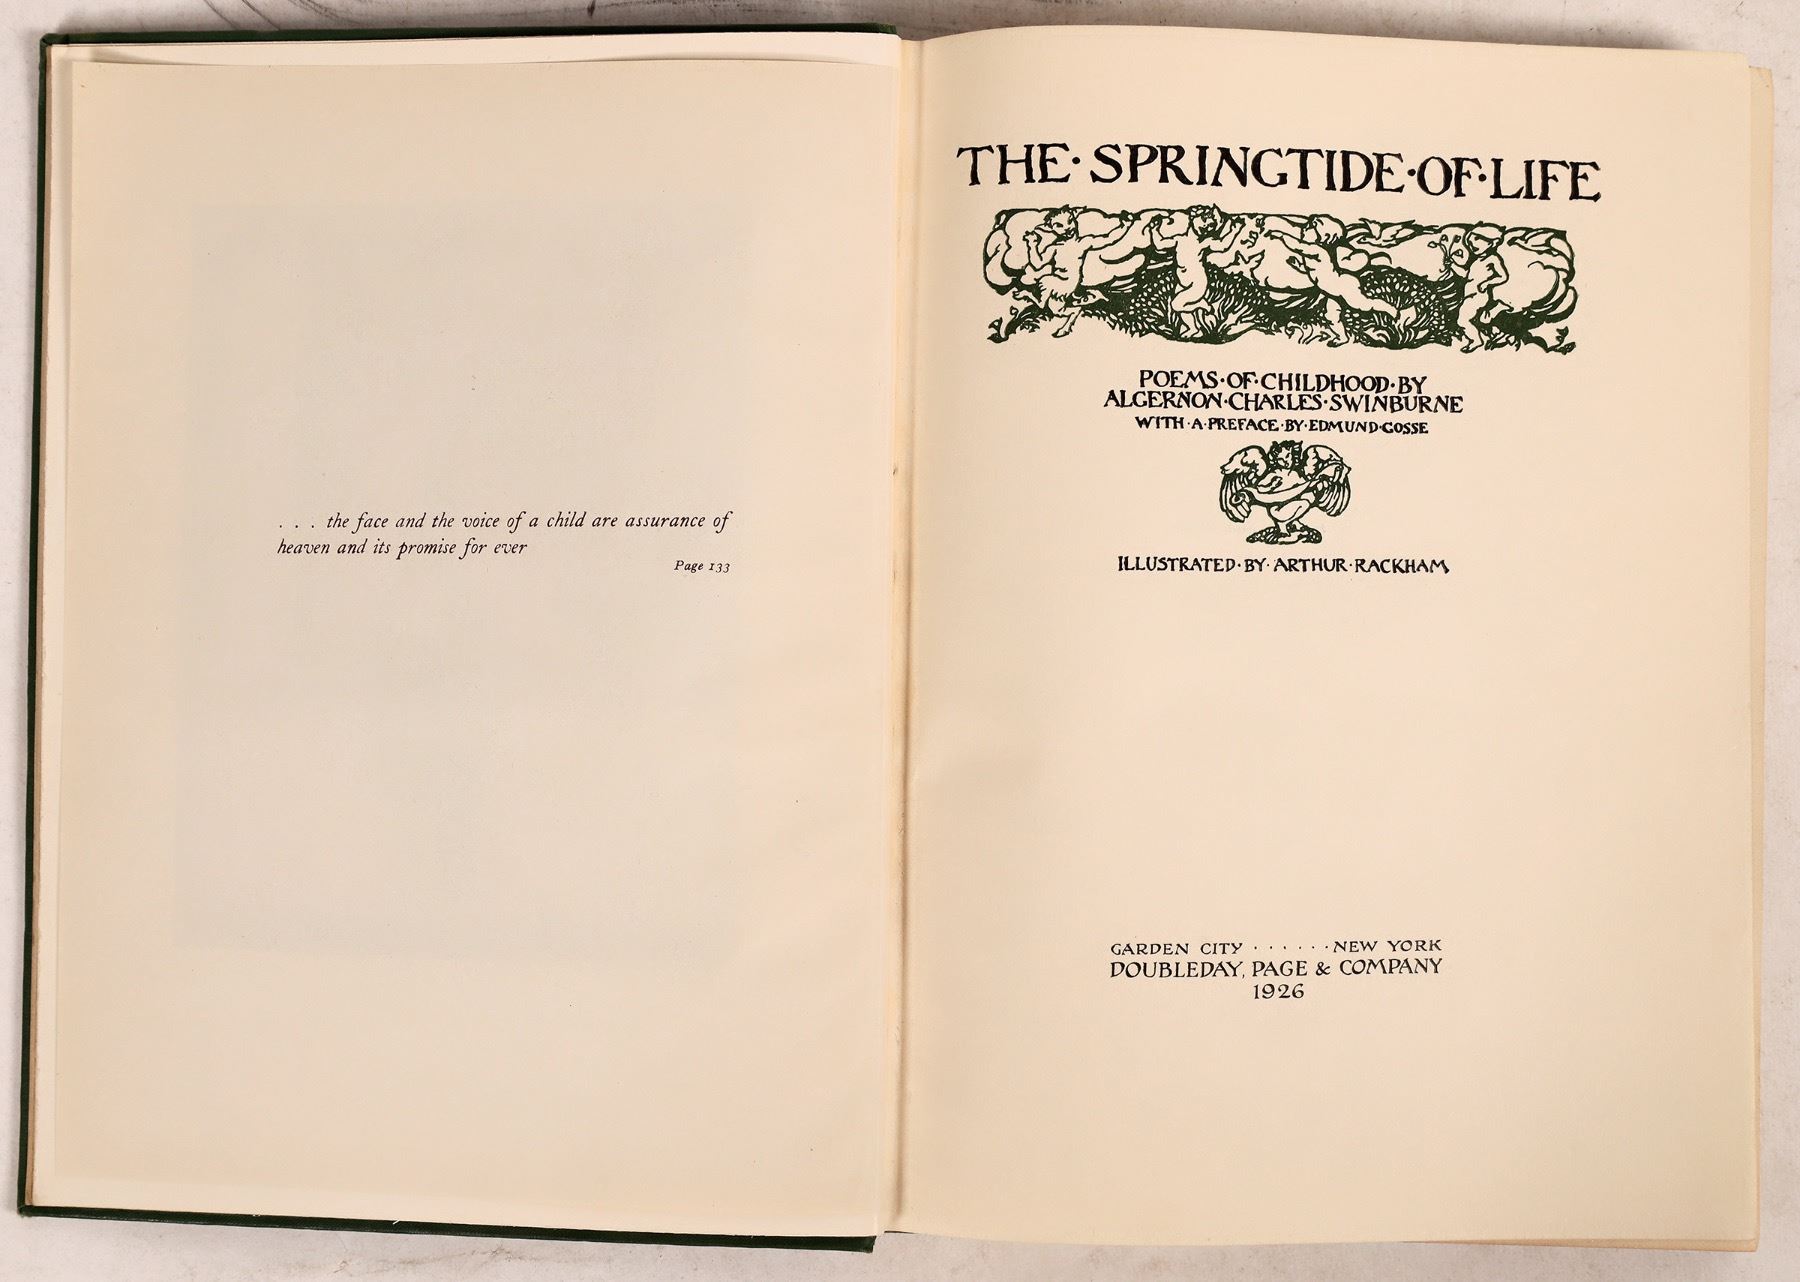 . . . the face and the voice of a child are assurance of
heaven and its promise for ever
Page 133
THE·SPRINGTIDE·OF·LIFE
POEMS·OF·CHILDHOOD·BY
ALGERNON·CHARLES·SWINBURNE
WITH·A·PREFACE·BY·EDMUND·GOSSE
ILLUSTRATED·BY·ARTHUR·RACKHAM
GARDEN CITY · · · · · · NEW YORK
DOUBLEDAY, PAGE & COMPANY
1926